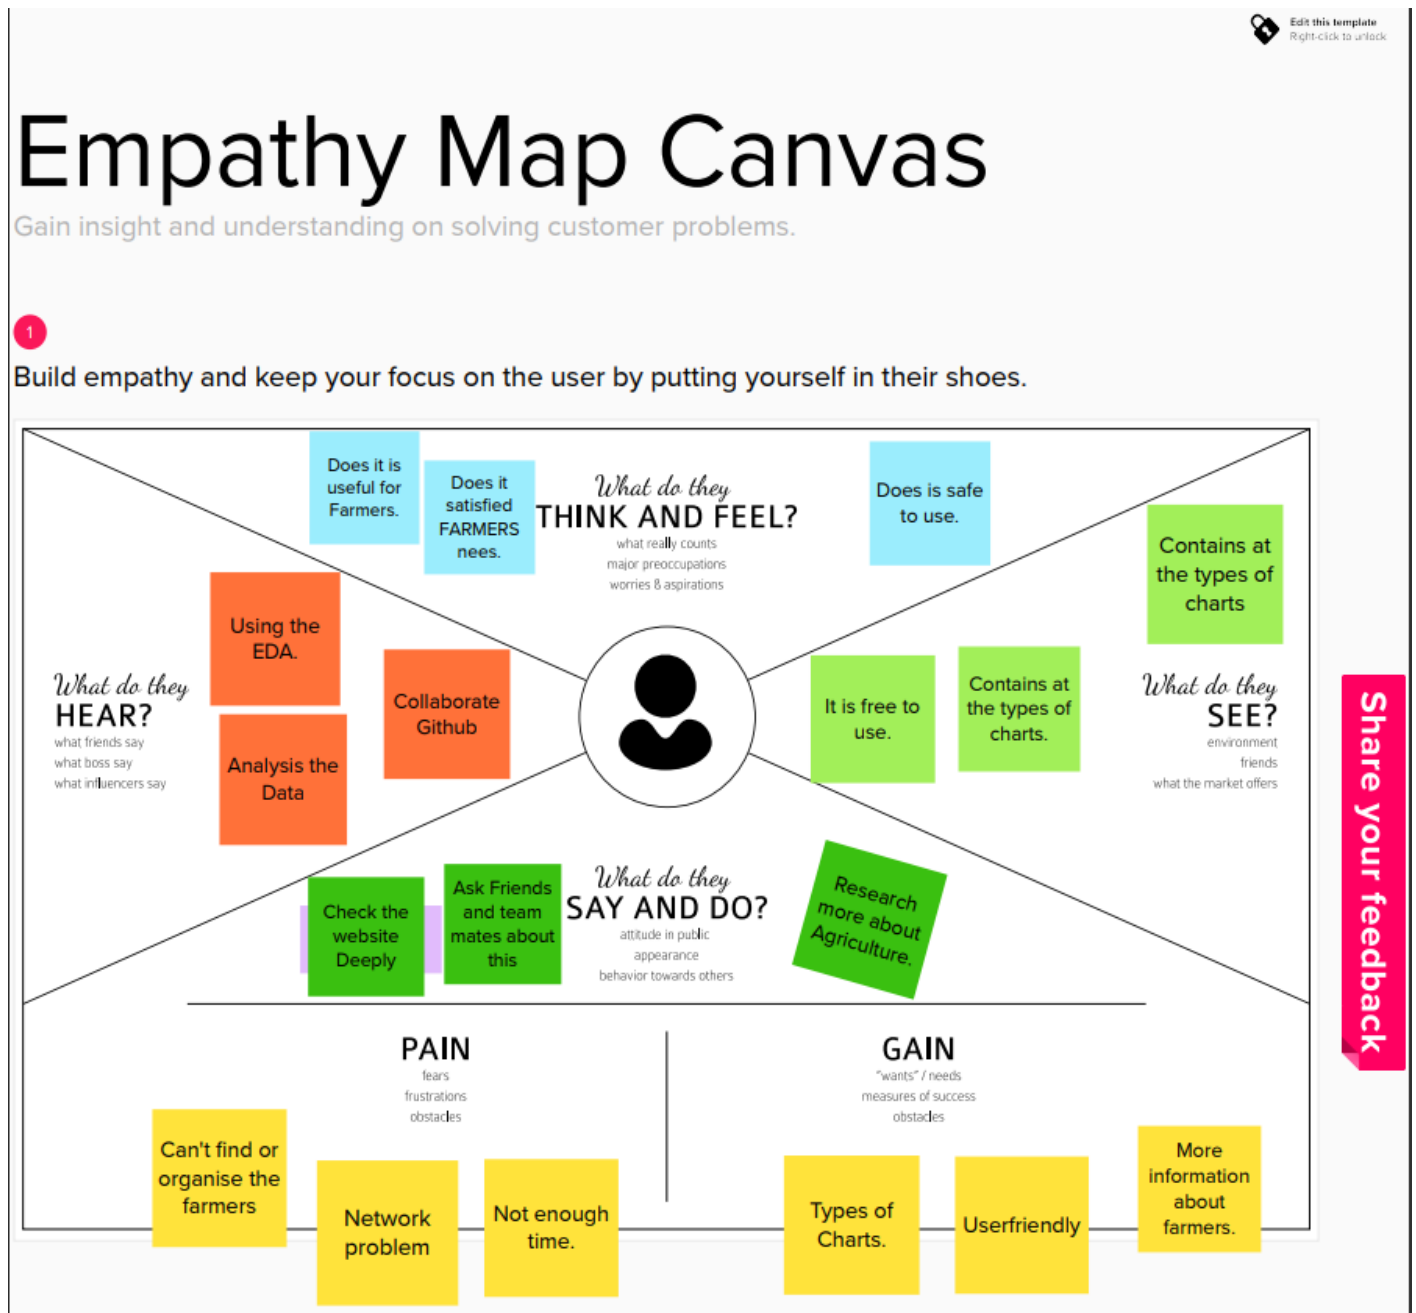 Edit this template
Right-click to unlock
Empathy Map Canvas
Gain insight and understanding on solving customer problems.
1
Build empathy and keep your focus on the user by putting yourself in their shoes.
Does it is
useful for
Farmers.
Does it
satisfied
FARMERS
nees.
What do they
THINK AND FEEL?
what really counts
major preoccupations
worries & aspirations
Does is safe
to use.
Contains at
the types of
charts
Using the
EDA.
Collaborate
Github
Analysis the
Data
What do they
HEAR?
what friends say
what boss say
what influencers say
It is free to
use.
Contains at
the types of
charts.
What do they
SEE?
environment
friends
what the market offers
Share your feedback
Check the
website
Deeply
Ask Friends
and team
mates about
this
What do they
SAY AND DO?
attitude in public
appearance
behavior towards others
Research
more about
Agriculture.
PAIN
fears
frustrations
obstacles
GAIN
"wants" / needs
measures of success
obstacles
Can't find or
organise the
farmers
Network
problem
Not enough
time.
Types of
Charts.
Userfriendly
More
information
about
farmers.